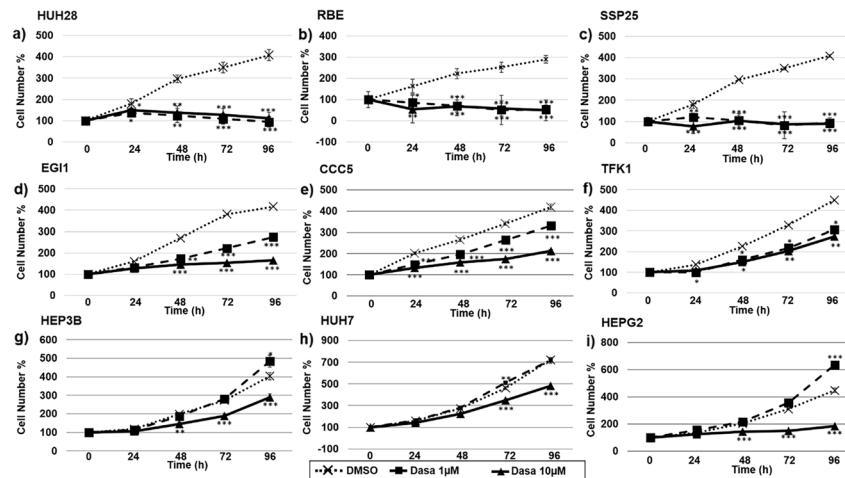 HUH28
RBE
SSP25
a)
b)
c)
Cell Number %
500
400
300
200
100
0
0 24 48 72 96
Time (h)
Cell Number %
500
400
300
200
100
0
-100
0 24 48 72 96
Time (h)
Cell Number %
500
400
300
200
100
0
0 24 48 72 96
Time (h)
EGI1
CCC5
TFK1
d)
e)
f)
Cell Number %
500
400
300
200
100
0
0 24 48 72 96
Time (h)
Cell Number %
500
400
300
200
100
0
0 24 48 72 96
Time (h)
Cell Number %
500
400
300
200
100
0
0 24 48 72 96
Time (h)
HEP3B
HUH7
HEPG2
g)
h)
i)
Cell Number %
600
500
400
300
200
100
0
0 24 48 72 96
Time (h)
Cell Number %
900
700
500
300
100
-100
0 24 48 72 96
Time (h)
Cell Number %
800
600
400
200
0
0 24 48 72 96
Time (h)
DMSO Dasa 1µM Dasa 10µM